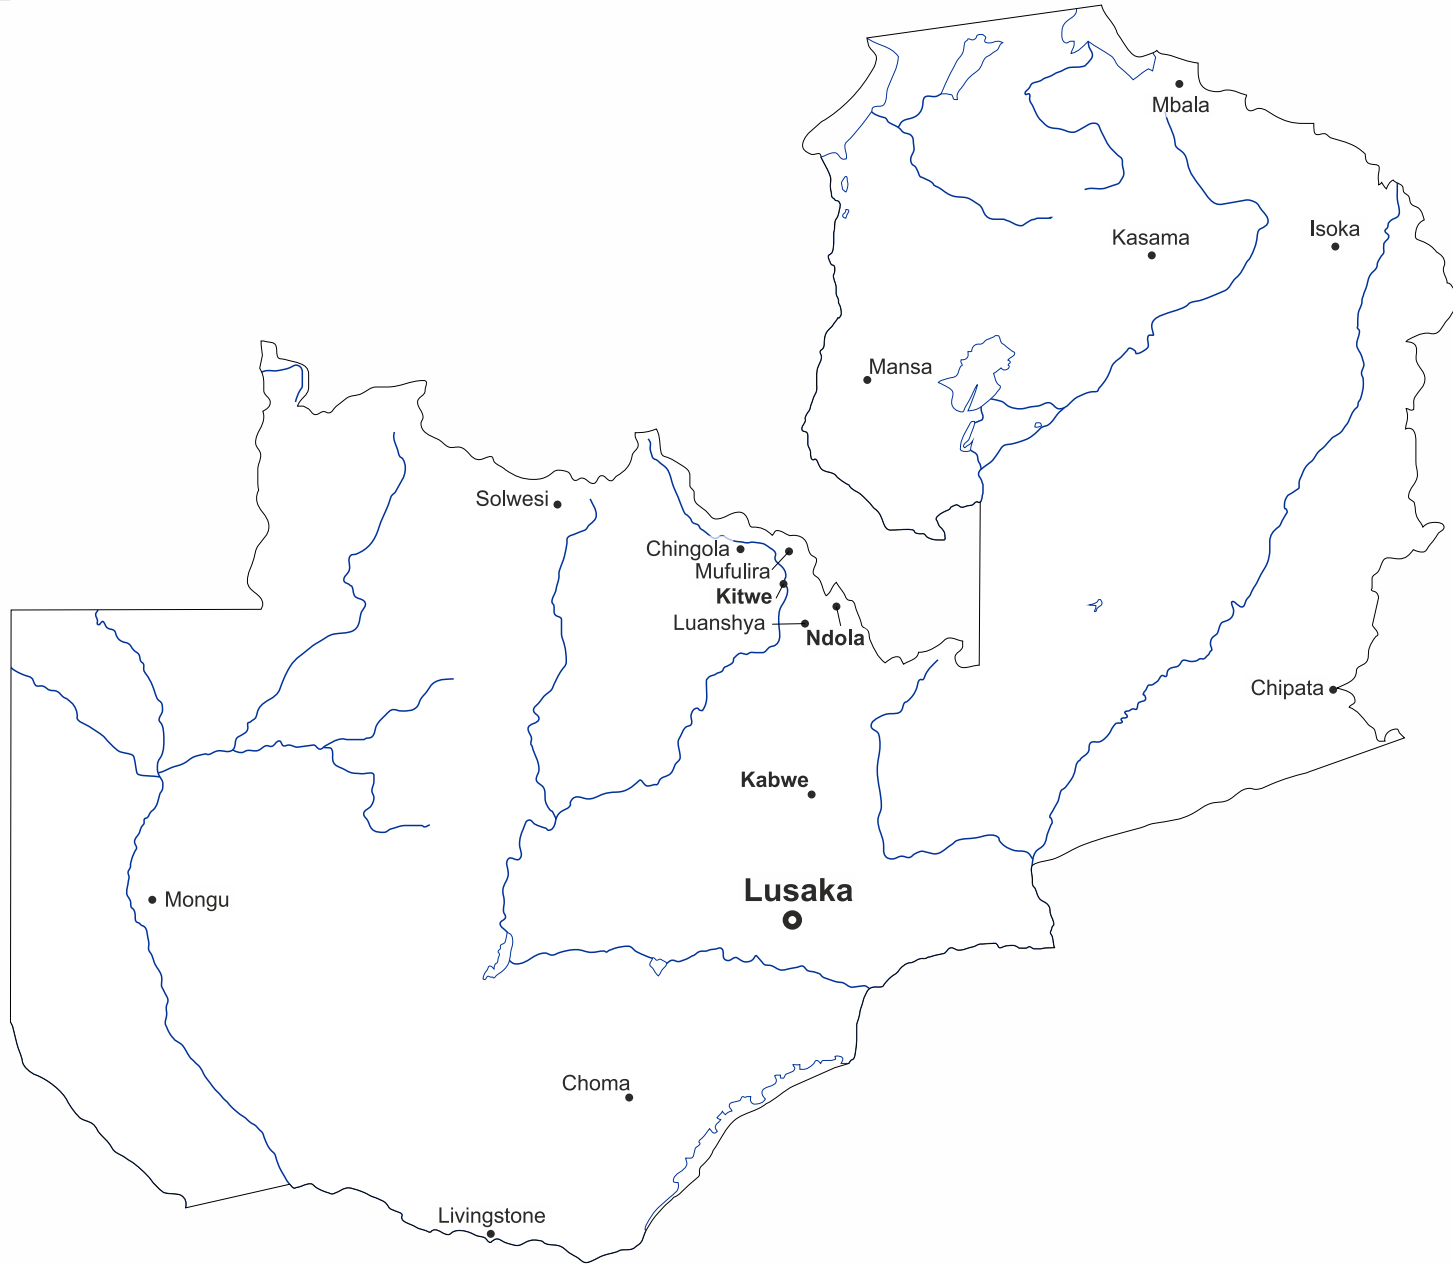 Mbala
Isoka
Kasama
Mansa
Solwesi
Chingola
Mufulira
Kitwe
Luanshya
Ndola
Chipata
Kabwe
Lusaka
Mongu
Choma
Livingstone